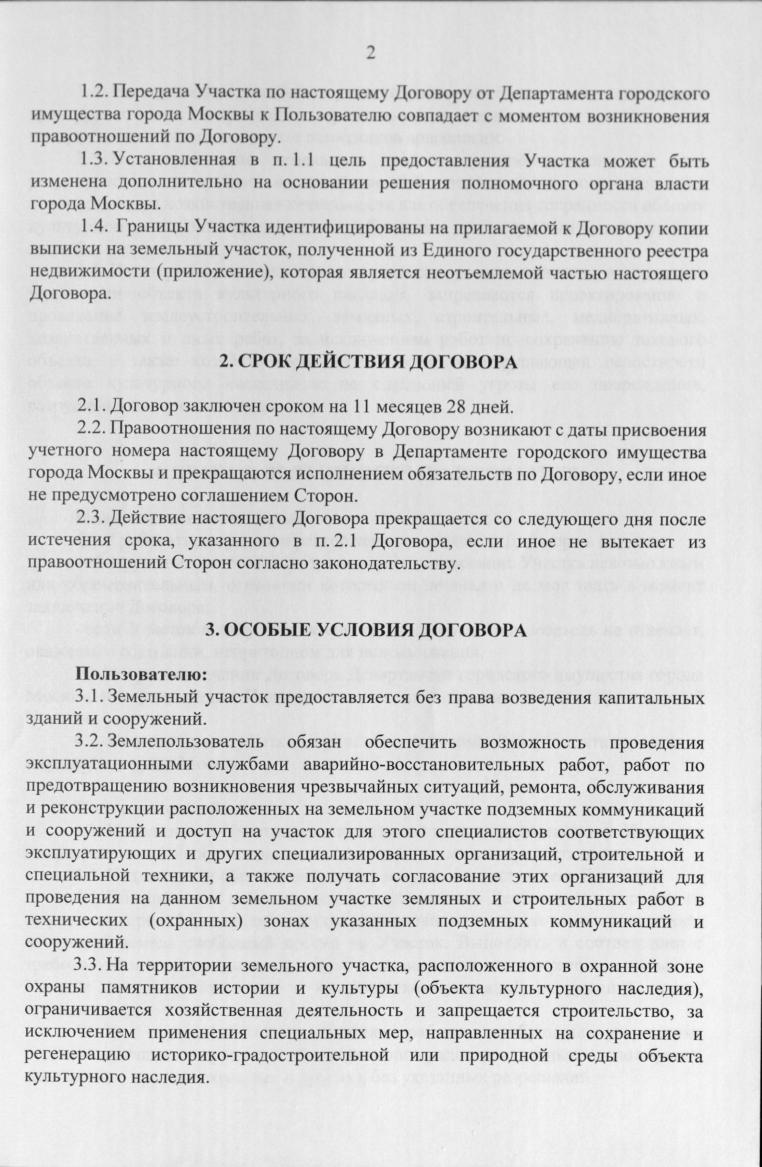 2
1.2. Передача Участка по настоящему Договору от Департамента городского
имущества города Москвы к Пользователю совпадает с моментом возникновения
правоотношений по Договору.
1.3. Установленная в п. 1.1 цель предоставления Участка может быть
изменена дополнительно на основании решения полномочного органа власти
города Москвы.
1.4. Границы Участка идентифицированы на прилагаемой к Договору копии
выписки на земельный участок, полученной из Единого государственного реестра
недвижимости (приложение), которая является неотъемлемой частью настоящего
Договора.
2. СРОК ДЕЙСТВИЯ ДОГОВОРА
2.1. Договор заключен сроком на 11 месяцев 28 дней.
2.2. Правоотношения по настоящему Договору возникают с даты присвоения
учетного номера настоящему Договору в Департаменте городского имущества
города Москвы и прекращаются исполнением обязательств по Договору, если иное
не предусмотрено соглашением Сторон.
2.3. Действие настоящего Договора прекращается со следующего дня после
истечения срока, указанного в п. 2.1 Договора, если иное не вытекает из
правоотношений Сторон согласно законодательству.
3. ОСОБЫЕ УСЛОВИЯ ДОГОВОРА
Пользователю:
3.1. Земельный участок предоставляется без права возведения капитальных
зданий и сооружений.
3.2. Землепользователь обязан обеспечить возможность проведения
эксплуатационными службами аварийно-восстановительных работ, работ по
предотвращению возникновения чрезвычайных ситуаций, ремонта, обслуживания
и реконструкции расположенных на земельном участке подземных коммуникаций
и сооружений и доступ на участок для этого специалистов соответствующих
эксплуатирующих и других специализированных организаций, строительной и
специальной техники, а также получать согласование этих организаций для
проведения на данном земельном участке земляных и строительных работ в
технических (охранных) зонах указанных подземных коммуникаций и
сооружений.
3.3. На территории земельного участка, расположенного в охранной зоне
охраны памятников истории и культуры (объекта культурного наследия),
ограничивается хозяйственная деятельность и запрещается строительство, за
исключением применения специальных мер, направленных на сохранение и
регенерацию историко-градостроительной или природной среды объекта
культурного наследия.